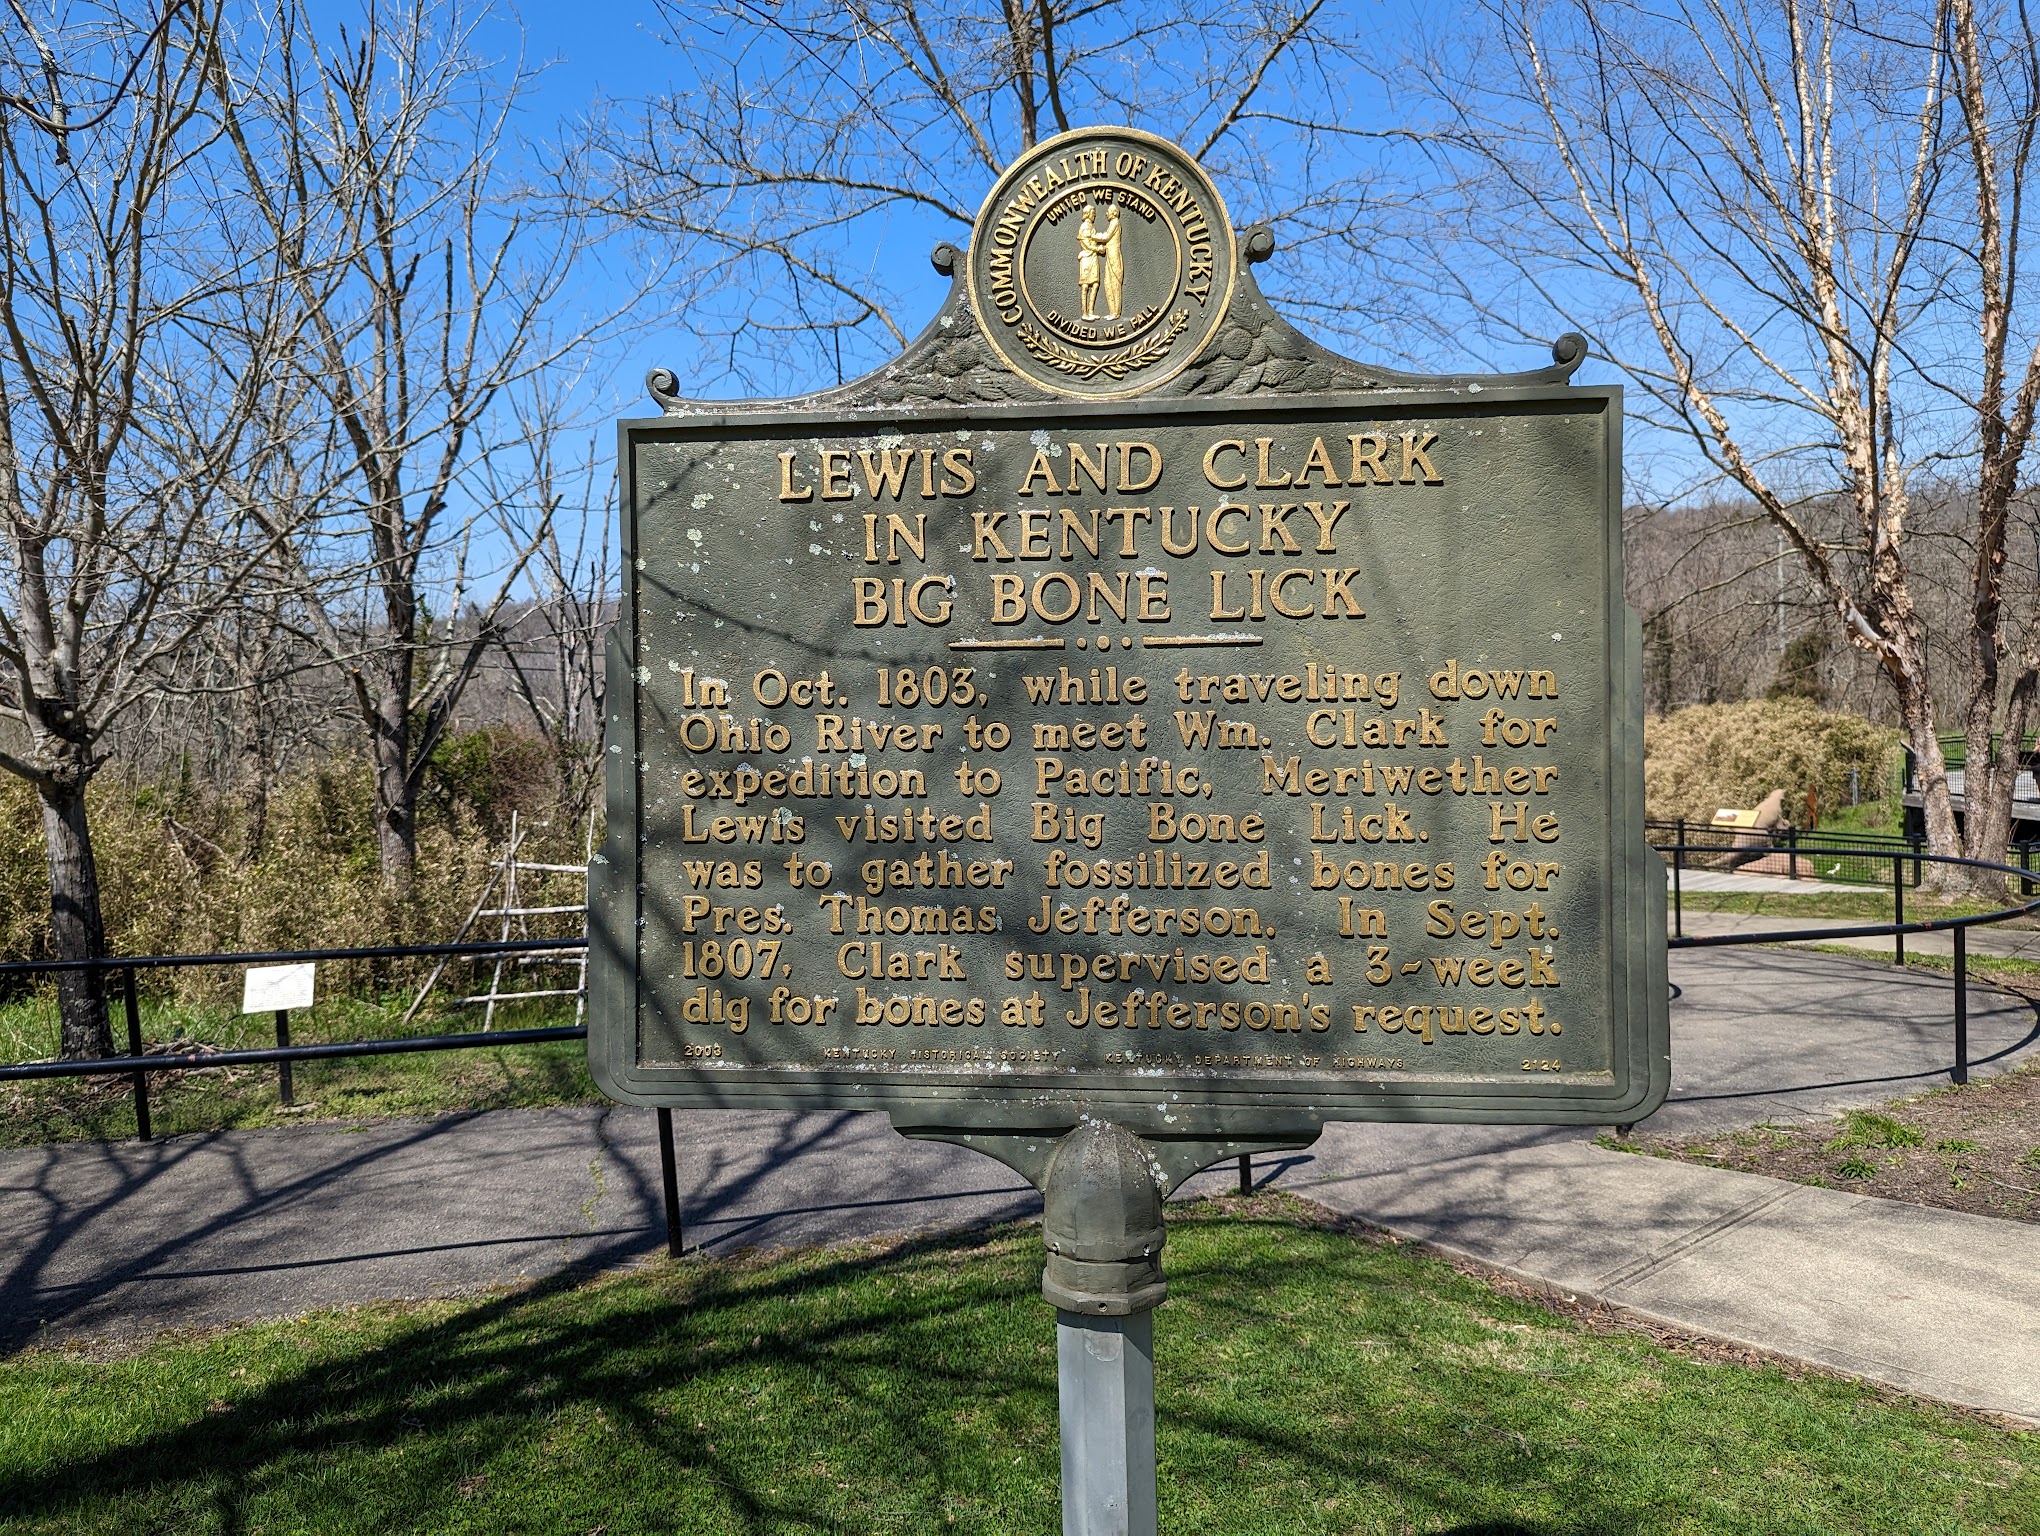 COMMONWEALTH OF KENTUCKY
UNITED WE STAND
DIVIDED WE FALL
LEWIS AND CLARK
IN KENTUCKY
BIG BONE LICK
In Oct. 1803, while traveling down
Ohio River to meet Wm. Clark for
expedition to Pacific, Meriwether
Lewis visited Big Bone Lick. He
was to gather fossilized bones for
Pres. Thomas Jefferson. In Sept.
1807, Clark supervised a 3-week
dig for bones at Jefferson's request.
2003 KENTUCKY HISTORICAL SOCIETY KENTUCKY DEPARTMENT OF HIGHWAYS 2124